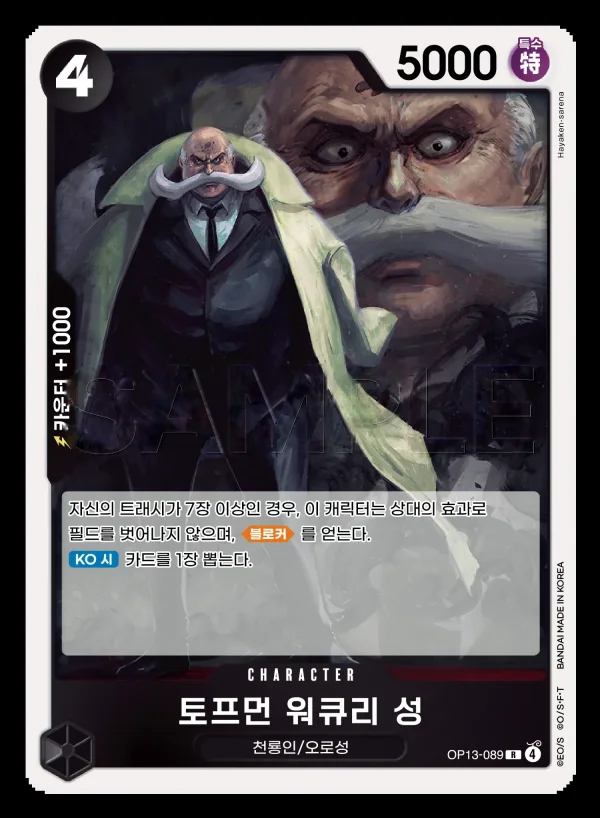 4
5000
특수
特
Hayaken-sarena
카운터 +1000
SAMPLE
자신의 트래시가 7장 이상인 경우, 이 캐릭터는 상대의 효과로
필드를 벗어나지 않으며, 블로커 를 얻는다.
KO 시 카드를 1장 뽑는다.
BANDAI MADE IN KOREA
©EO/S ©O/S·F·T
CHARACTER
토프먼 워큐리 성
천룡인/오로성
OP13-089 R 4